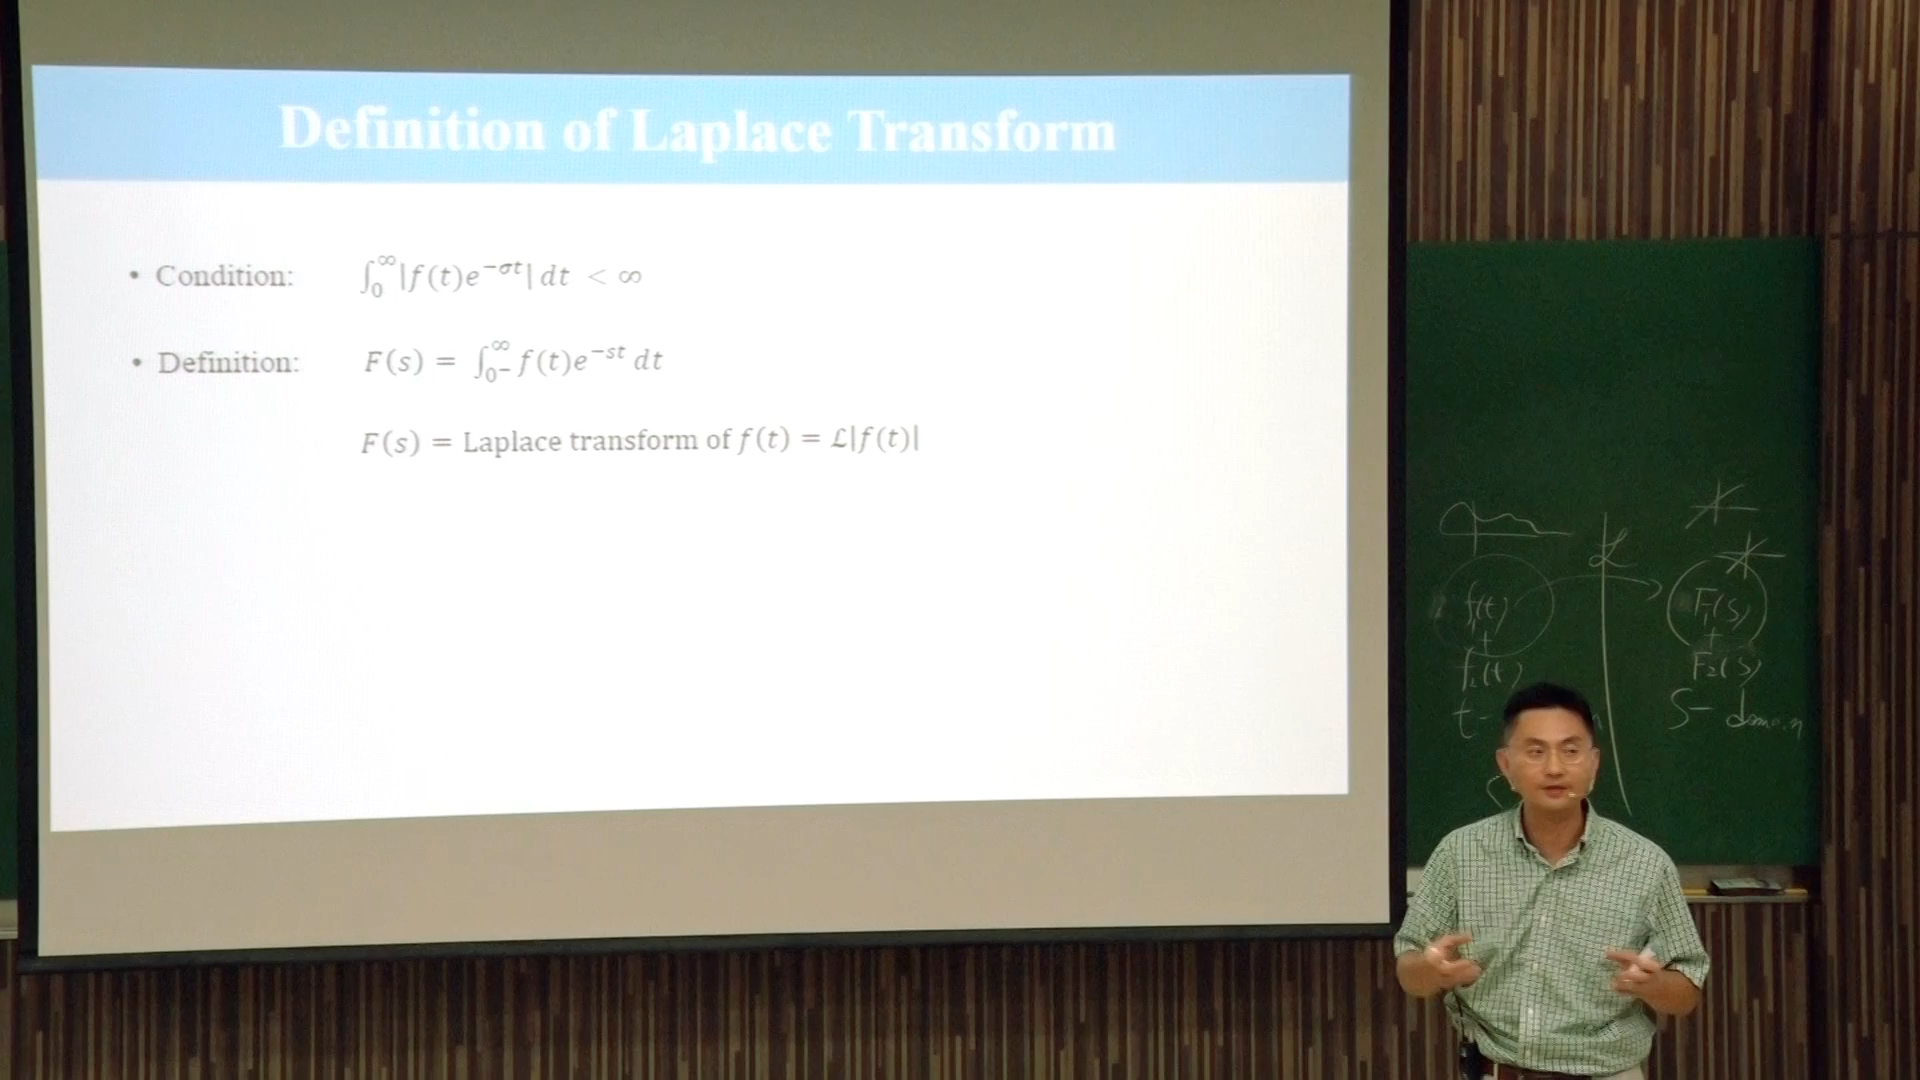 Definition of Laplace Transform
• Condition: ∫₀^∞ |f(t)e^{−σt}| dt < ∞
• Definition: F(s) = ∫_{0−}^∞ f(t)e^{−st} dt
F(s) = Laplace transform of f(t) = ℒ|f(t)|
ℒ
f₁(t)
+
f₂(t)
t-
F₁(s)
+
F₂(s)
S- domain